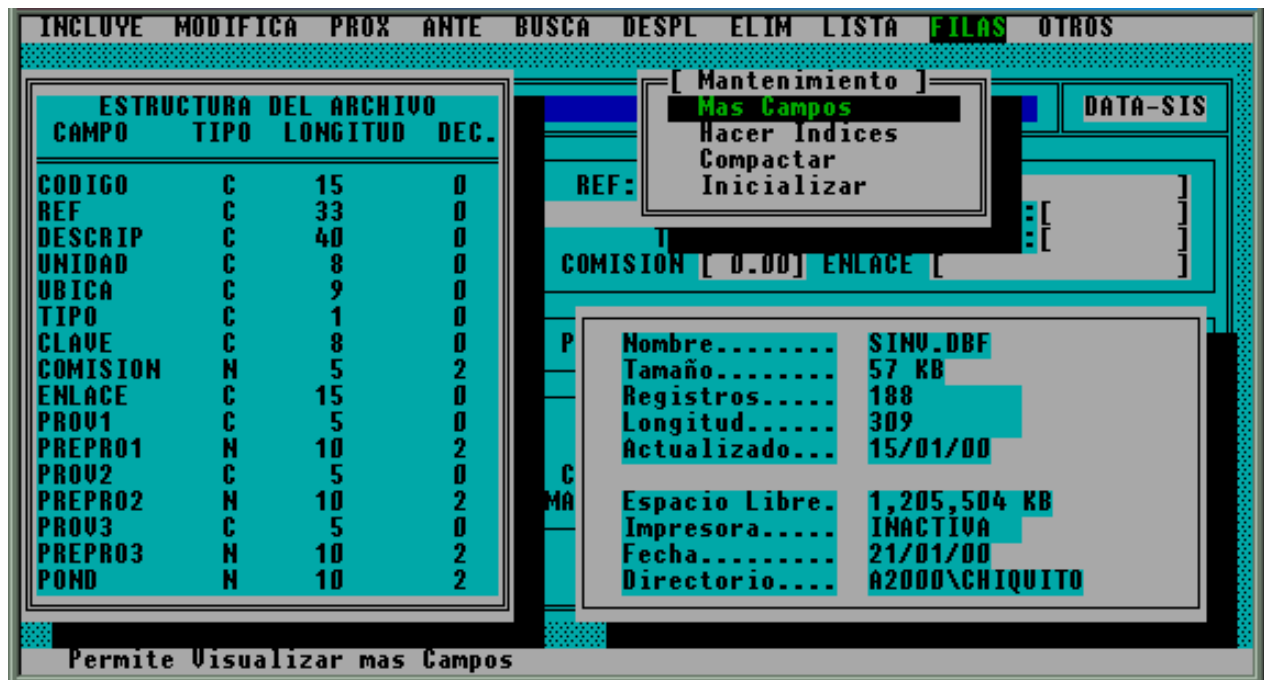 INCLUYE MODIFICA PROX ANTE BUSCA DESPL ELIM LISTA FILAS OTROS
[ Mantenimiento ]
Mas Campos
Hacer Indices
Compactar
Inicializar
DATA-SIS
ESTRUCTURA DEL ARCHIVO
CAMPO TIPO LONGITUD DEC.
CODIGO C 15 0
REF C 33 0
DESCRIP C 40 0
UNIDAD C 8 0
UBICA C 9 0
TIPO C 1 0
CLAVE C 8 0
COMISION N 5 2
ENLACE C 15 0
PROV1 C 5 0
PREPRO1 N 10 2
PROV2 C 5 0
PREPRO2 N 10 2
PROV3 C 5 0
PREPRO3 N 10 2
POND N 10 2
REF: ]
:[ ]
T :[ ]
COMISION [ 0.00] ENLACE [ ]
P
C
MA
Nombre........ SINV.DBF
Tamaño........ 57 KB
Registros..... 188
Longitud...... 309
Actualizado... 15/01/00
Espacio Libre. 1,205,504 KB
Impresora..... INACTIVA
Fecha......... 21/01/00
Directorio.... A2000\CHIQUITO
Permite Visualizar mas Campos